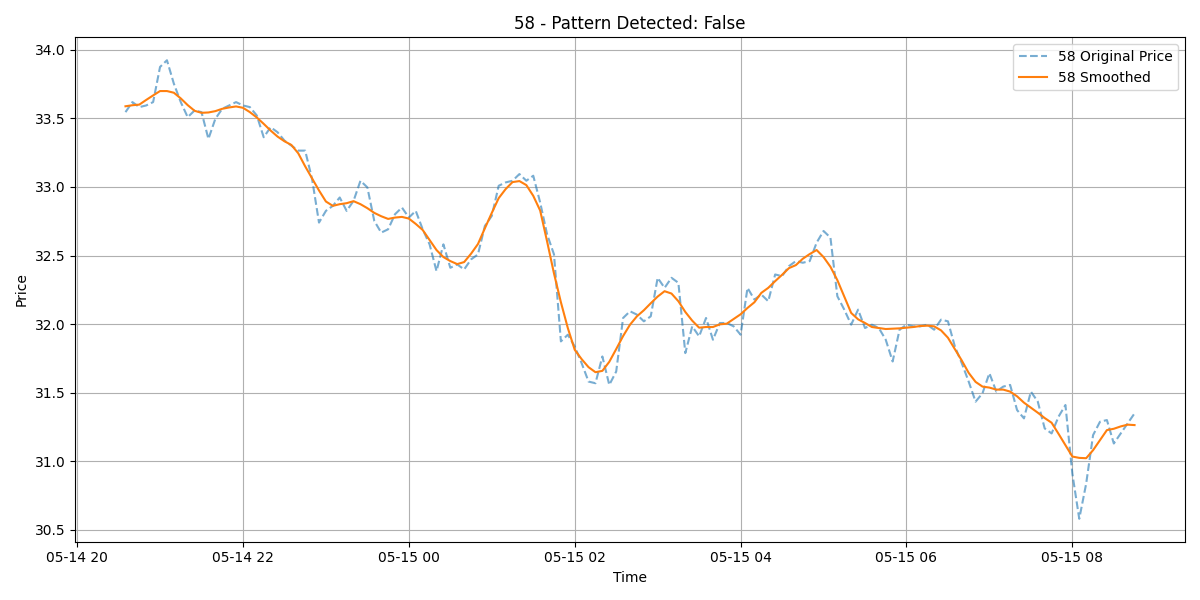 58 - Pattern Detected: False
58 Original Price
58 Smoothed
Price
34.0
33.5
33.0
32.5
32.0
31.5
31.0
30.5
05-14 20 05-14 22 05-15 00 05-15 02 05-15 04 05-15 06 05-15 08
Time